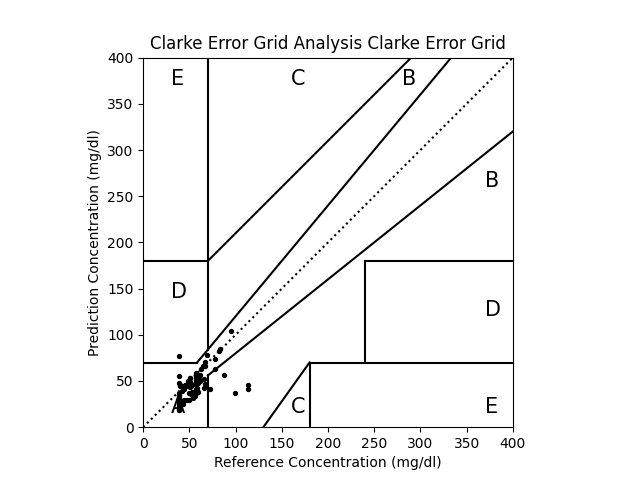 Clarke Error Grid Analysis Clarke Error Grid
400
350
300
250
200
150
100
50
0
Prediction Concentration (mg/dl)
E
C
B
B
D
D
A
C
E
0
50
100
150
200
250
300
350
400
Reference Concentration (mg/dl)